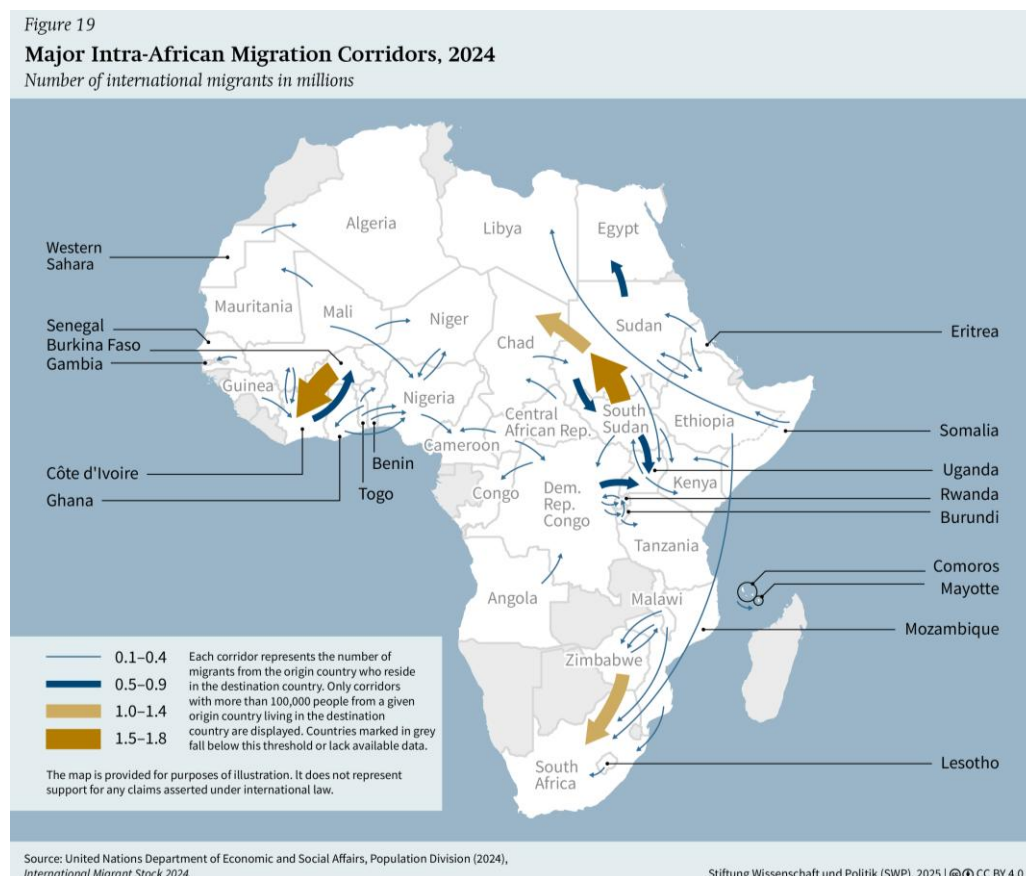 Figure 19
Major Intra-African Migration Corridors, 2024
Number of international migrants in millions
Algeria
Libya
Egypt
Western
Sahara
Mauritania
Mali
Niger
Chad
Sudan
Senegal
Burkina Faso
Gambia
Eritrea
Guinea
Nigeria
Central
African Rep.
South
Sudan
Ethiopia
Somalia
Cameroon
Côte d'Ivoire
Ghana
Togo
Benin
Congo
Dem.
Rep.
Congo
Kenya
Uganda
Rwanda
Burundi
Tanzania
Comoros
Mayotte
Angola
Malawi
Mozambique
Zimbabwe
South
Africa
Lesotho
0.1–0.4
0.5–0.9
1.0–1.4
1.5–1.8
Each corridor represents the number of
migrants from the origin country who reside
in the destination country. Only corridors
with more than 100,000 people from a given
origin country living in the destination
country are displayed. Countries marked in grey
fall below this threshold or lack available data.
The map is provided for purposes of illustration. It does not represent
support for any claims asserted under international law.
Source: United Nations Department of Economic and Social Affairs, Population Division (2024),
International Migrant Stock 2024
Stiftung Wissenschaft und Politik (SWP), 2025 | CC BY 4.0